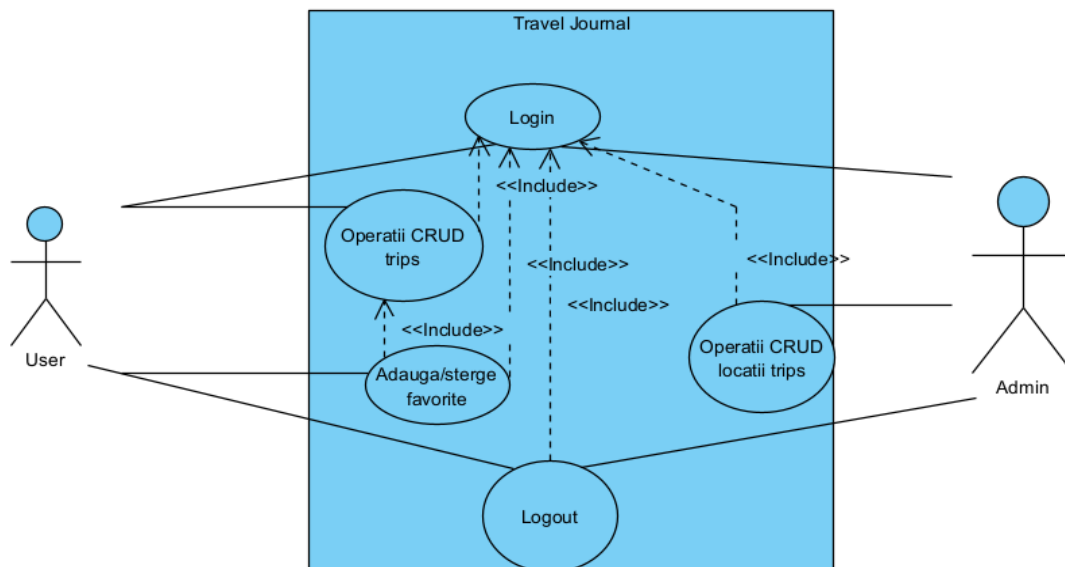 Travel Journal
Login
<<Include>>
Operatii CRUD
trips
<<Include>>
<<Include>>
<<Include>>
<<Include>>
Operatii CRUD
locatii trips
User
Adauga/sterge
favorite
Admin
Logout